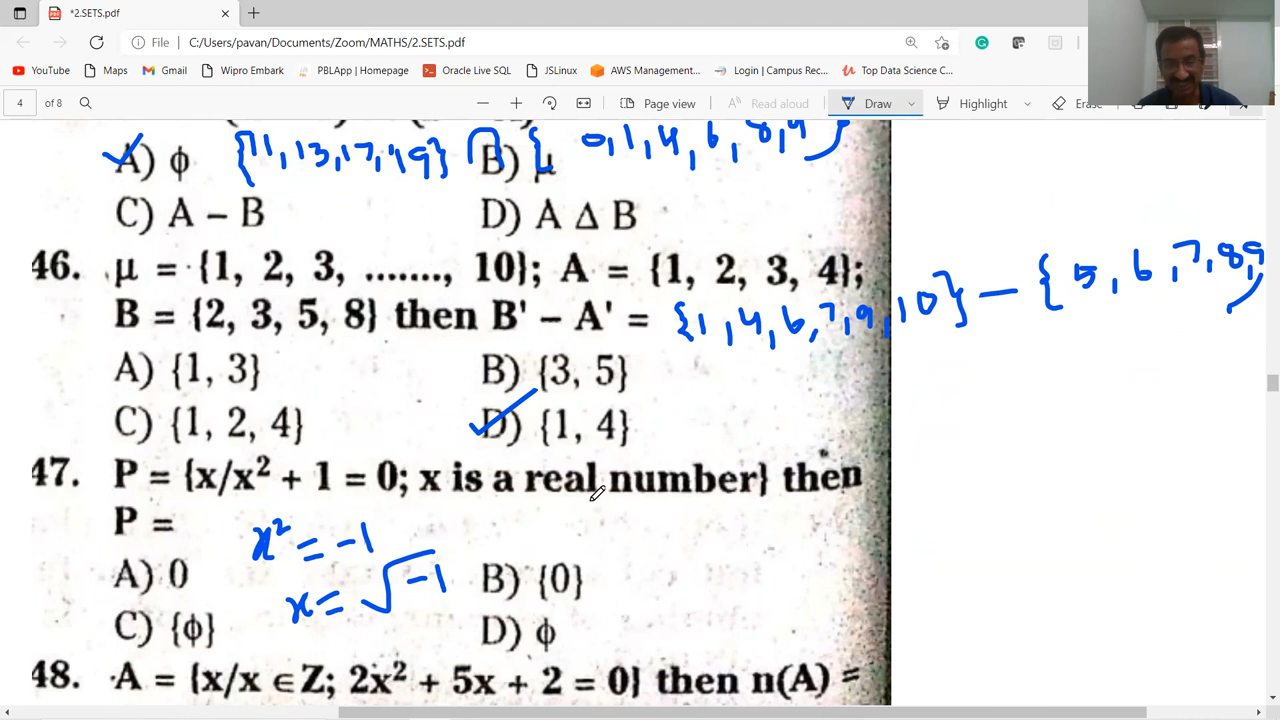 *2.SETS.pdf
File C:/Users/pavan/Documents/Zoom/MATHS/2.SETS.pdf
YouTube Maps Gmail Wipro Embark PBLApp | Homepage Oracle Live SQL JSLinux AWS Management... Login | Campus Rec... Top Data Science C...
4 of 8 Page view Read aloud Draw Highlight Erase
A) ϕ {11, 13, 17, 19} ∩ B) μ { 0, 1, 4, 6, 8, 9 }
C) A – B D) A Δ B
46. μ = {1, 2, 3, ......., 10}; A = {1, 2, 3, 4};
B = {2, 3, 5, 8} then B' – A' = {1, 4, 6, 7, 9, 10} – {5, 6, 7, 8, 9,
A) {1, 3} B) {3, 5}
C) {1, 2, 4} D) {1, 4}
47. P = {x/x² + 1 = 0; x is a real number} then
P =
x² = -1
A) 0 B) {0}
x = √-1
C) {ϕ} D) ϕ
48. A = {x/x ∈ Z; 2x² + 5x + 2 = 0} then n(A) =